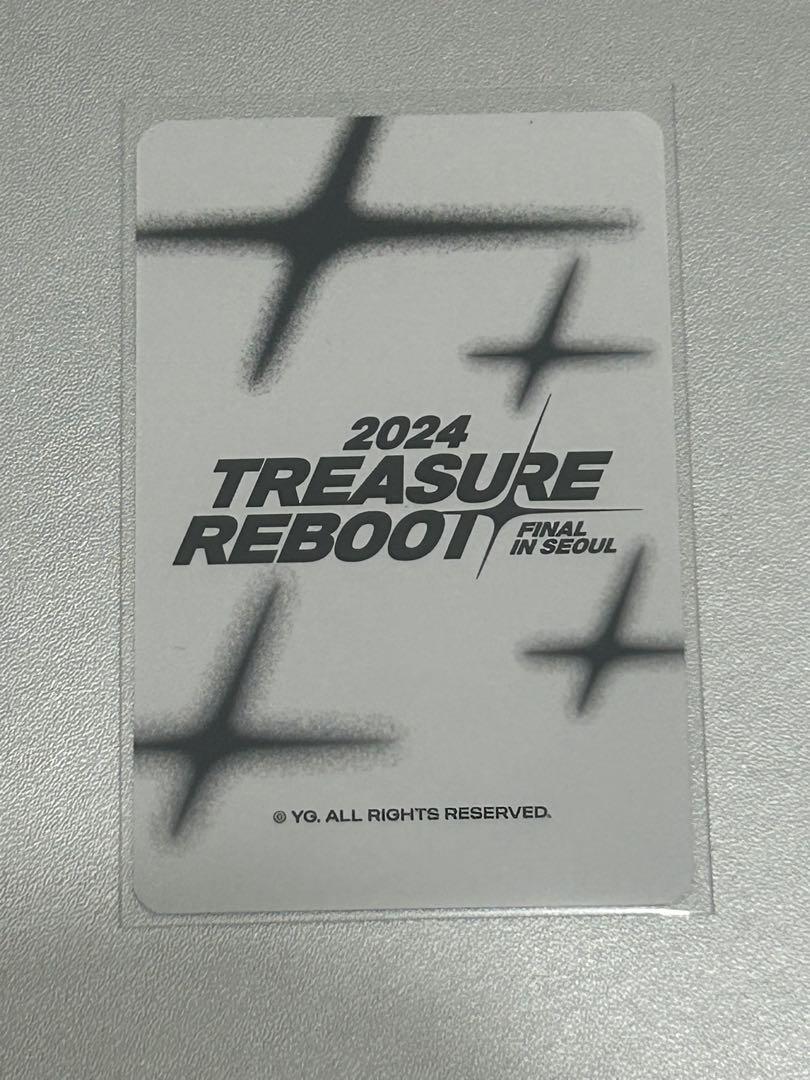 2024
TREASURE
REBOOT
FINAL
IN SEOUL
© YG. ALL RIGHTS RESERVED.